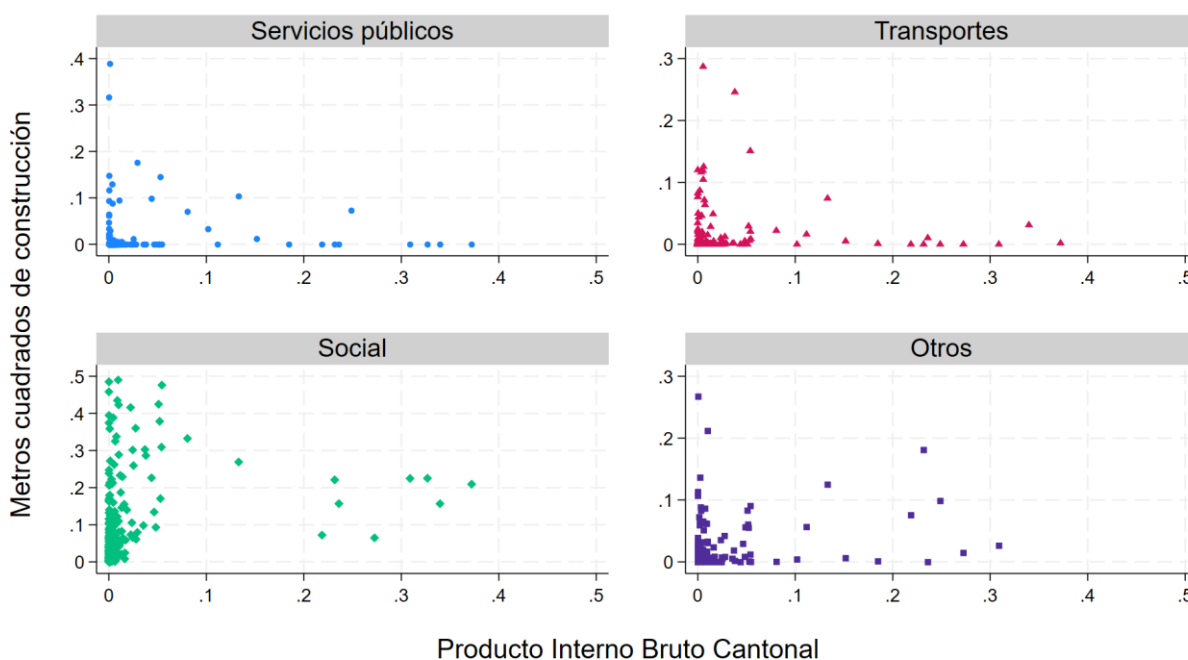 Servicios públicos
Transportes
.4
.3
.2
.1
0
0 .1 .2 .3 .4 .5
.3
.2
.1
0
0 .1 .2 .3 .4 .5
Metros cuadrados de construcción
Social
Otros
.5
.4
.3
.2
.1
0
0 .1 .2 .3 .4 .5
.3
.2
.1
0
0 .1 .2 .3 .4 .5
Producto Interno Bruto Cantonal